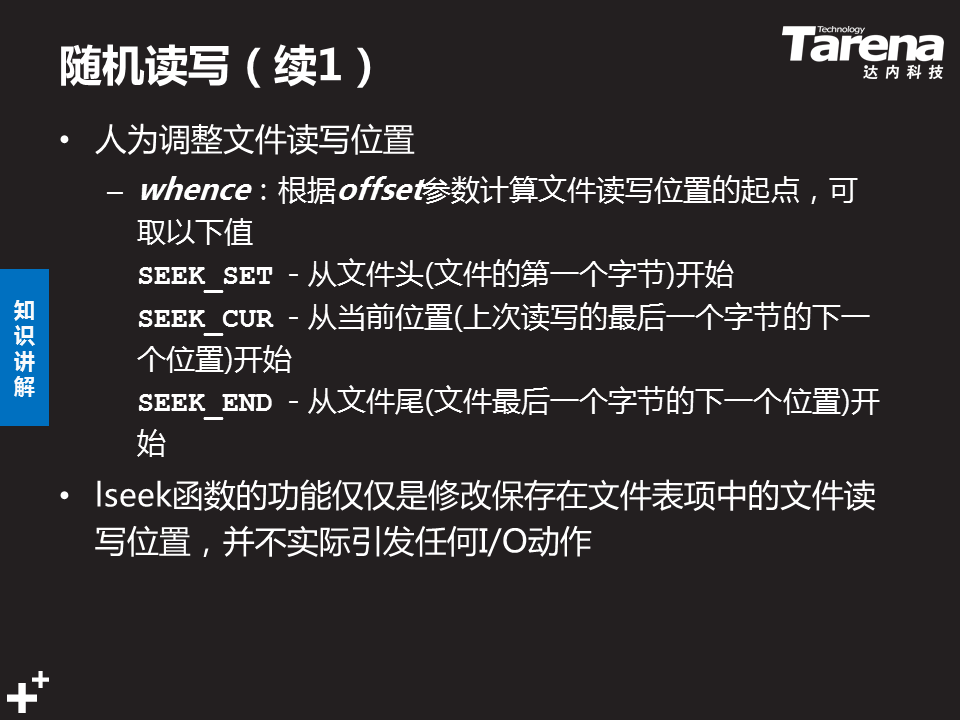 随机读写（续1）
Technology
Tarena
达内科技
• 人为调整文件读写位置
– whence：根据offset参数计算文件读写位置的起点，可
取以下值
SEEK_SET - 从文件头(文件的第一个字节)开始
SEEK_CUR - 从当前位置(上次读写的最后一个字节的下一
个位置)开始
SEEK_END - 从文件尾(文件最后一个字节的下一个位置)开
始
• lseek函数的功能仅仅是修改保存在文件表项中的文件读
写位置，并不实际引发任何I/O动作
知
识
讲
解